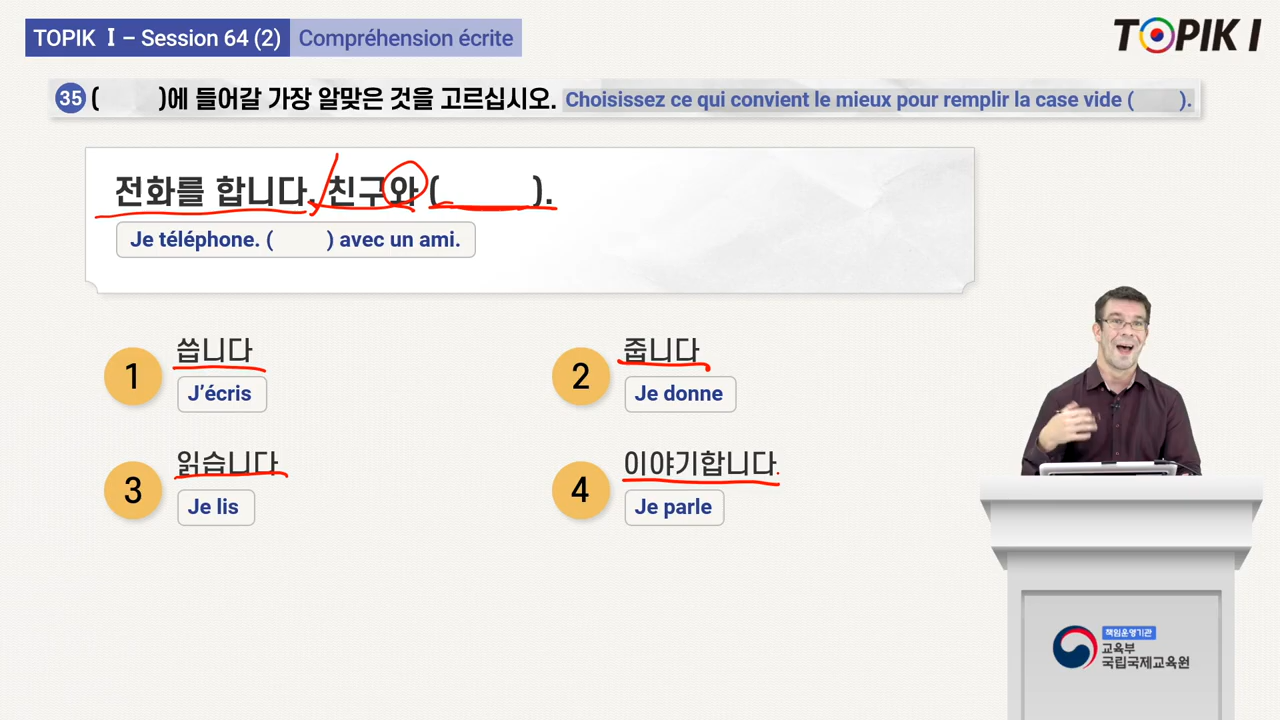 TOPIK I – Session 64 (2) Compréhension écrite
TOPIK I
35 ( )에 들어갈 가장 알맞은 것을 고르십시오. Choisissez ce qui convient le mieux pour remplir la case vide ( ).
전화를 합니다. 친구와 ( ).
Je téléphone. ( ) avec un ami.
1 씁니다
J'écris
2 줍니다
Je donne
3 읽습니다
Je lis
4 이야기합니다.
Je parle
책임운영기관
교육부
국립국제교육원